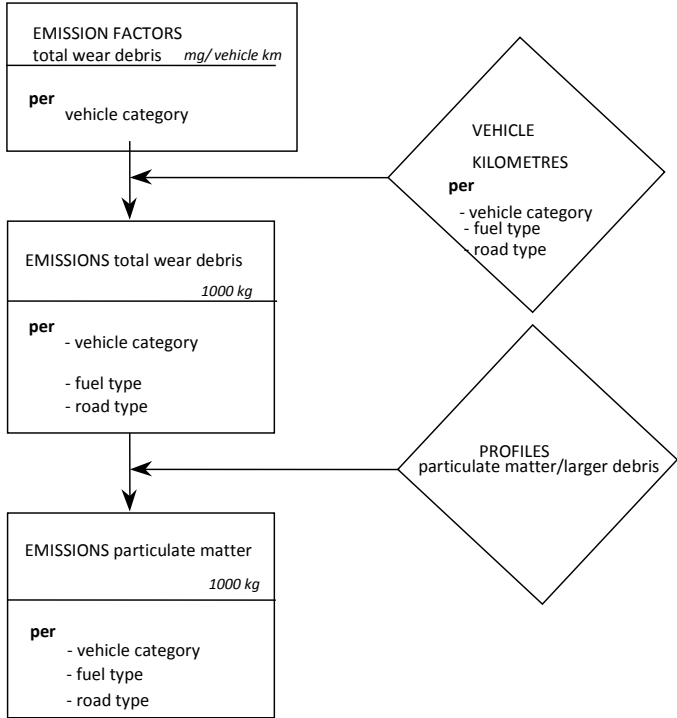 EMISSION FACTORS
total wear debris mg/ vehicle km
per
vehicle category
VEHICLE
KILOMETRES
per
- vehicle category
- fuel type
- road type
EMISSIONS total wear debris
1000 kg
per
- vehicle category
- fuel type
- road type
PROFILES
particulate matter/larger debris
EMISSIONS particulate matter
1000 kg
per
- vehicle category
- fuel type
- road type